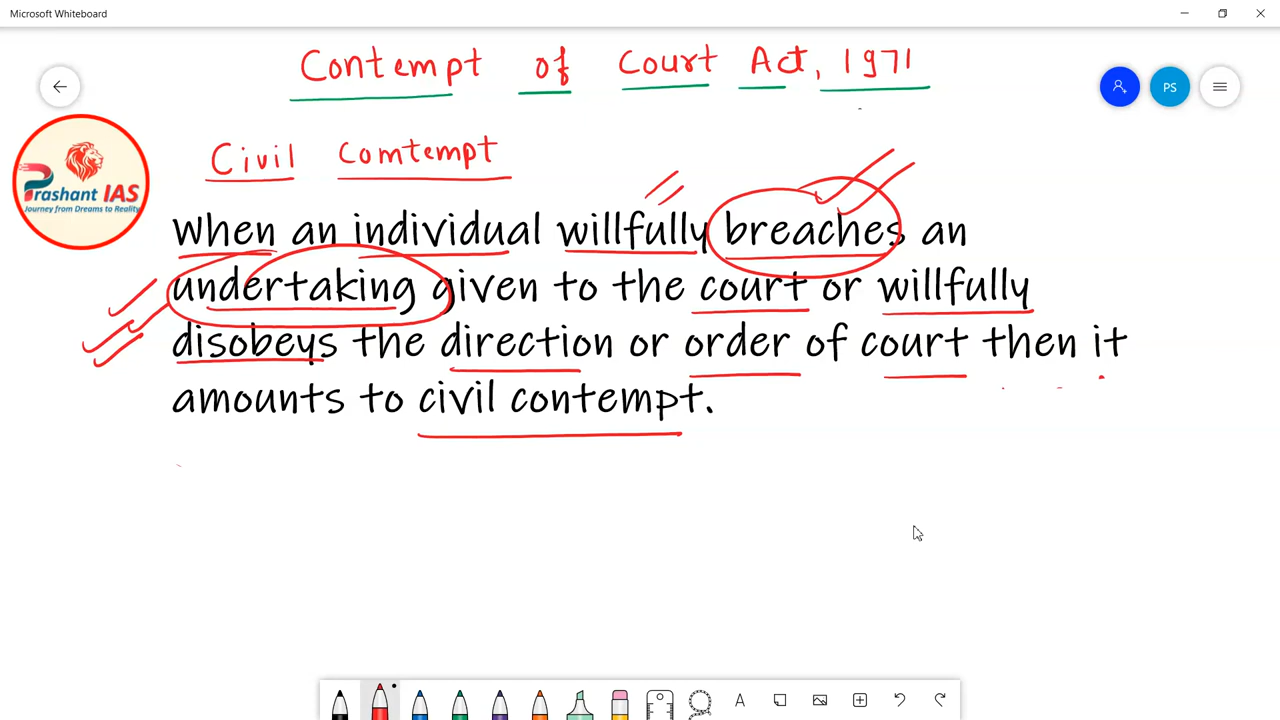 Microsoft Whiteboard
Contempt of Court Act, 1971
PS
Civil Comtempt
Prashant IAS
Journey from Dreams to Reality
When an individual willfully breaches an
undertaking given to the court or willfully
disobeys the direction or order of court then it
amounts to civil contempt.
A